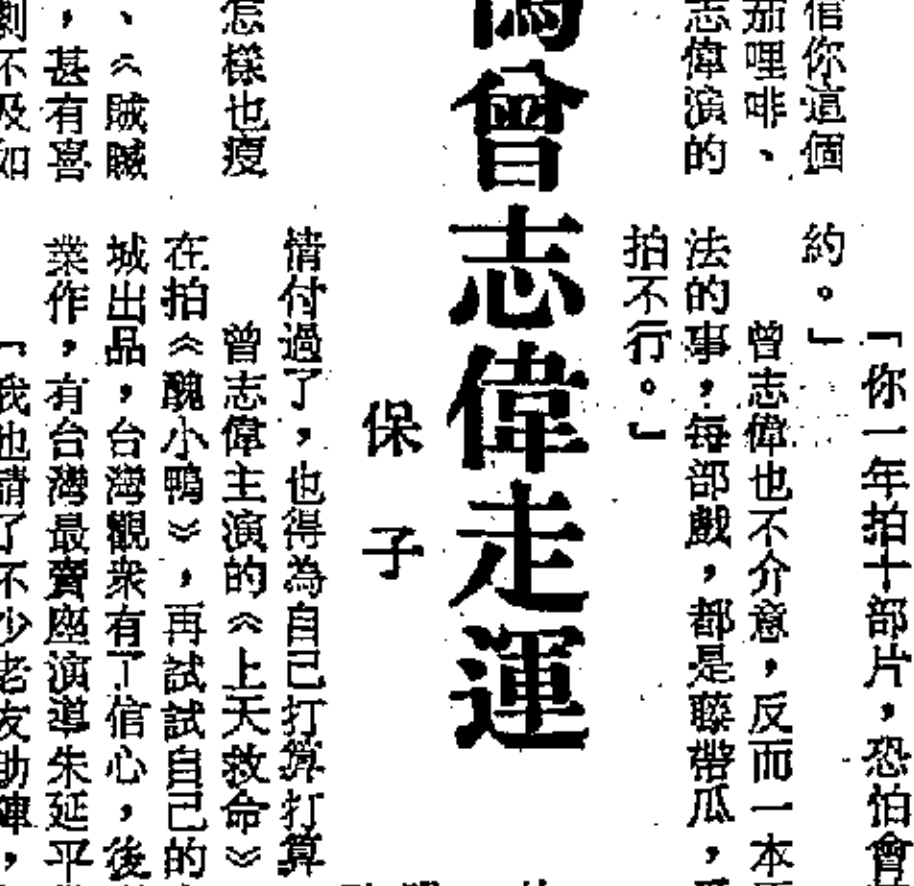 信你這個
茄哩啡、
志偉演的
約。」
「你一年拍十部片,恐怕會
曾志偉也不介意,反而一本
法的事,每部戲,都是籐帶瓜,
拍不行。」
曾志偉走運
保子
怎樣也瘦
、《賊贓
,甚有喜
劇不及如
情付過了,也得為自己打算打算
曾志偉主演的《上天救命》
在拍《醜小鴨》,再試試自己的
城出品,台灣觀衆有了信心,後
業作,有台灣最賣座演導朱延平
「我也請了不少老友助陣,